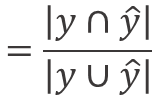 = |y ∩ ŷ| / |y ∪ ŷ|